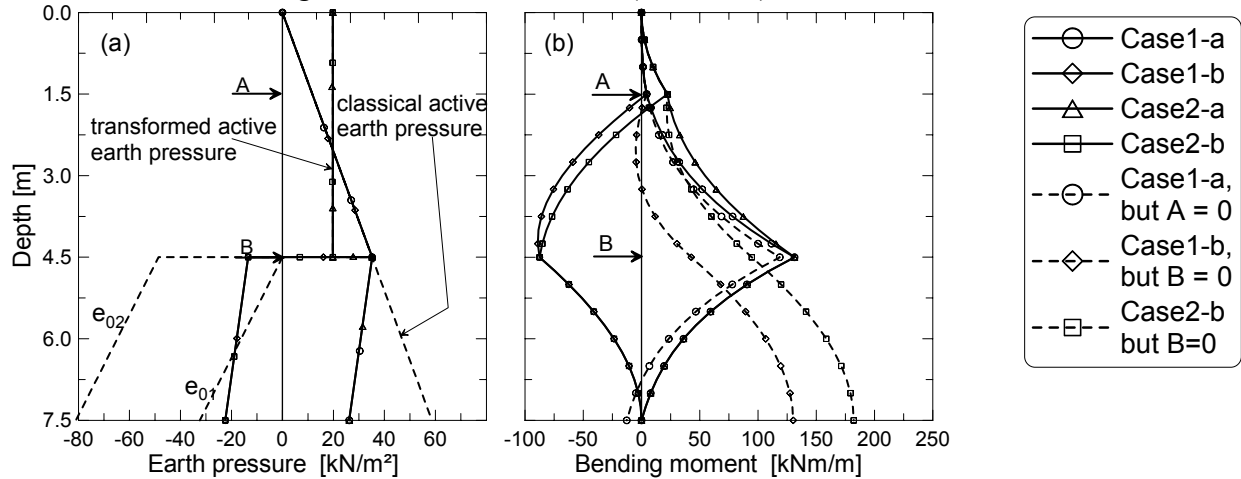 0.0
1.5
3.0
4.5
6.0
7.5
Depth [m]
(a)
A
transformed active
earth pressure
classical active
earth pressure
B
e02
e01
-80
-60
-40
-20
0
20
40
60
Earth pressure [kN/m²]
(b)
A
B
-100
-50
0
50
100
150
200
250
Bending moment [kNm/m]
Case1-a
Case1-b
Case2-a
Case2-b
Case1-a,
but A = 0
Case1-b,
but B = 0
Case2-b
but B=0